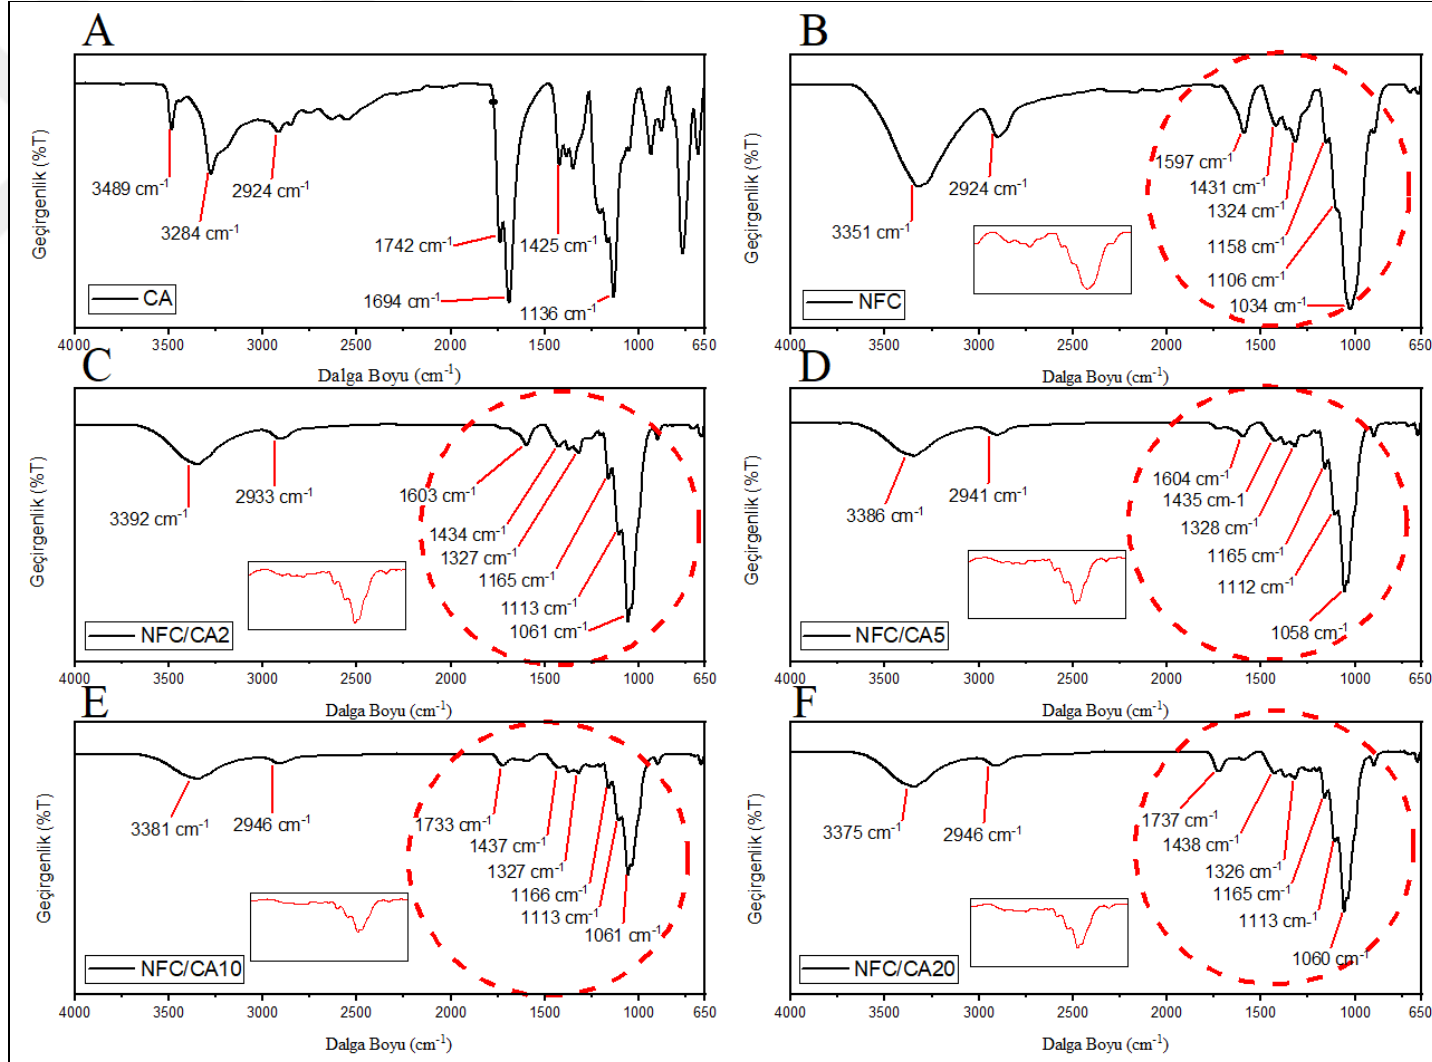 A
Geçirgenlik (%T)
3489 cm-1
3284 cm-1
2924 cm-1
1742 cm-1
1694 cm-1
1425 cm-1
1136 cm-1
CA
4000 3500 3000 2500 2000 1500 1000 650
Dalga Boyu (cm-1)
B
Geçirgenlik (%T)
3351 cm-1
2924 cm-1
1597 cm-1
1431 cm-1
1324 cm-1
1158 cm-1
1106 cm-1
1034 cm-1
NFC
4000 3500 3000 2500 2000 1500 1000 650
Dalga Boyu (cm-1)
C
Geçirgenlik (%T)
3392 cm-1
2933 cm-1
1603 cm-1
1434 cm-1
1327 cm-1
1165 cm-1
1113 cm-1
1061 cm-1
NFC/CA2
4000 3500 3000 2500 2000 1500 1000 650
Dalga Boyu (cm-1)
D
Geçirgenlik (%T)
3386 cm-1
2941 cm-1
1604 cm-1
1435 cm-1
1328 cm-1
1165 cm-1
1112 cm-1
1058 cm-1
NFC/CA5
4000 3500 3000 2500 2000 1500 1000 650
Dalga Boyu (cm-1)
E
Geçirgenlik (%T)
3381 cm-1
2946 cm-1
1733 cm-1
1437 cm-1
1327 cm-1
1166 cm-1
1113 cm-1
1061 cm-1
NFC/CA10
4000 3500 3000 2500 2000 1500 1000 650
Dalga Boyu (cm-1)
F
Geçirgenlik (%T)
3375 cm-1
2946 cm-1
1737 cm-1
1438 cm-1
1326 cm-1
1165 cm-1
1113 cm-1
1060 cm-1
NFC/CA20
4000 3500 3000 2500 2000 1500 1000 650
Dalga Boyu (cm-1)